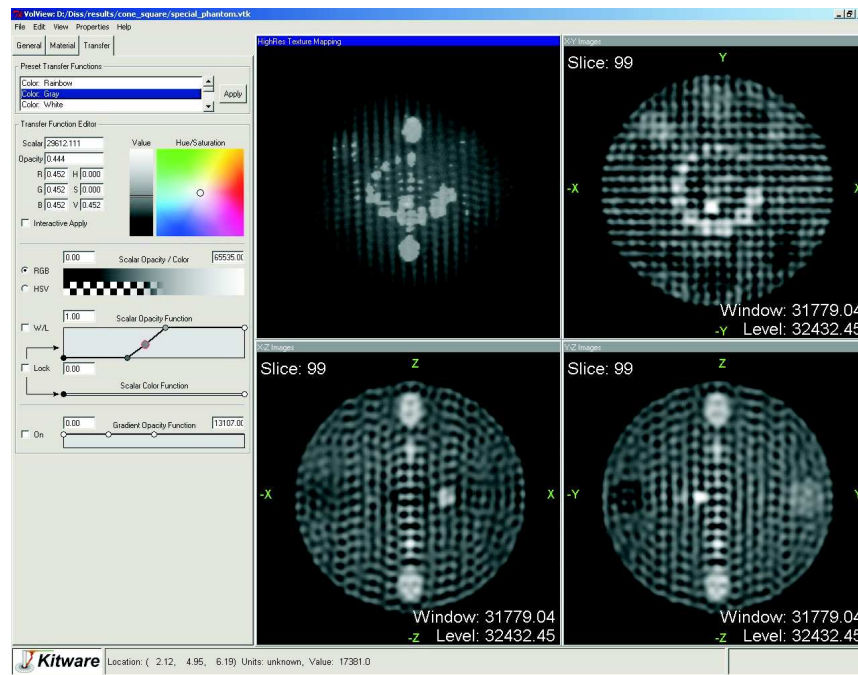 VolView: D:/Diss/results/cone_square/special_phantom.vtk
File Edit View Properties Help
General Material Transfer
Preset Transfer Functions
Color: Rainbow
Color: Gray
Color: White
Apply
Transfer Function Editor
Scalar 29612.111
Value
Hue/Saturation
Opacity 0.444
R 0.452 H 0.000
G 0.452 S 0.000
B 0.452 V 0.452
Interactive Apply
0.00 Scalar Opacity / Color 65535.00
RGB
HSV
1.00 Scalar Opacity Function
W/L
Lock 0.00
Scalar Color Function
0.00 Gradient Opacity Function 13107.00
On
HighRes Texture Mapping
X-Y Images
Slice: 99
Y
-X
X
Window: 31779.04
-Y Level: 32432.45
X-Z Images
Slice: 99
Z
-X
X
Window: 31779.04
-Z Level: 32432.45
Y-Z Images
Slice: 99
Z
-Y
Y
Window: 31779.04
-Z Level: 32432.45
Kitware
Location: ( 2.12, 4.95, 6.19) Units: unknown, Value: 17381.0